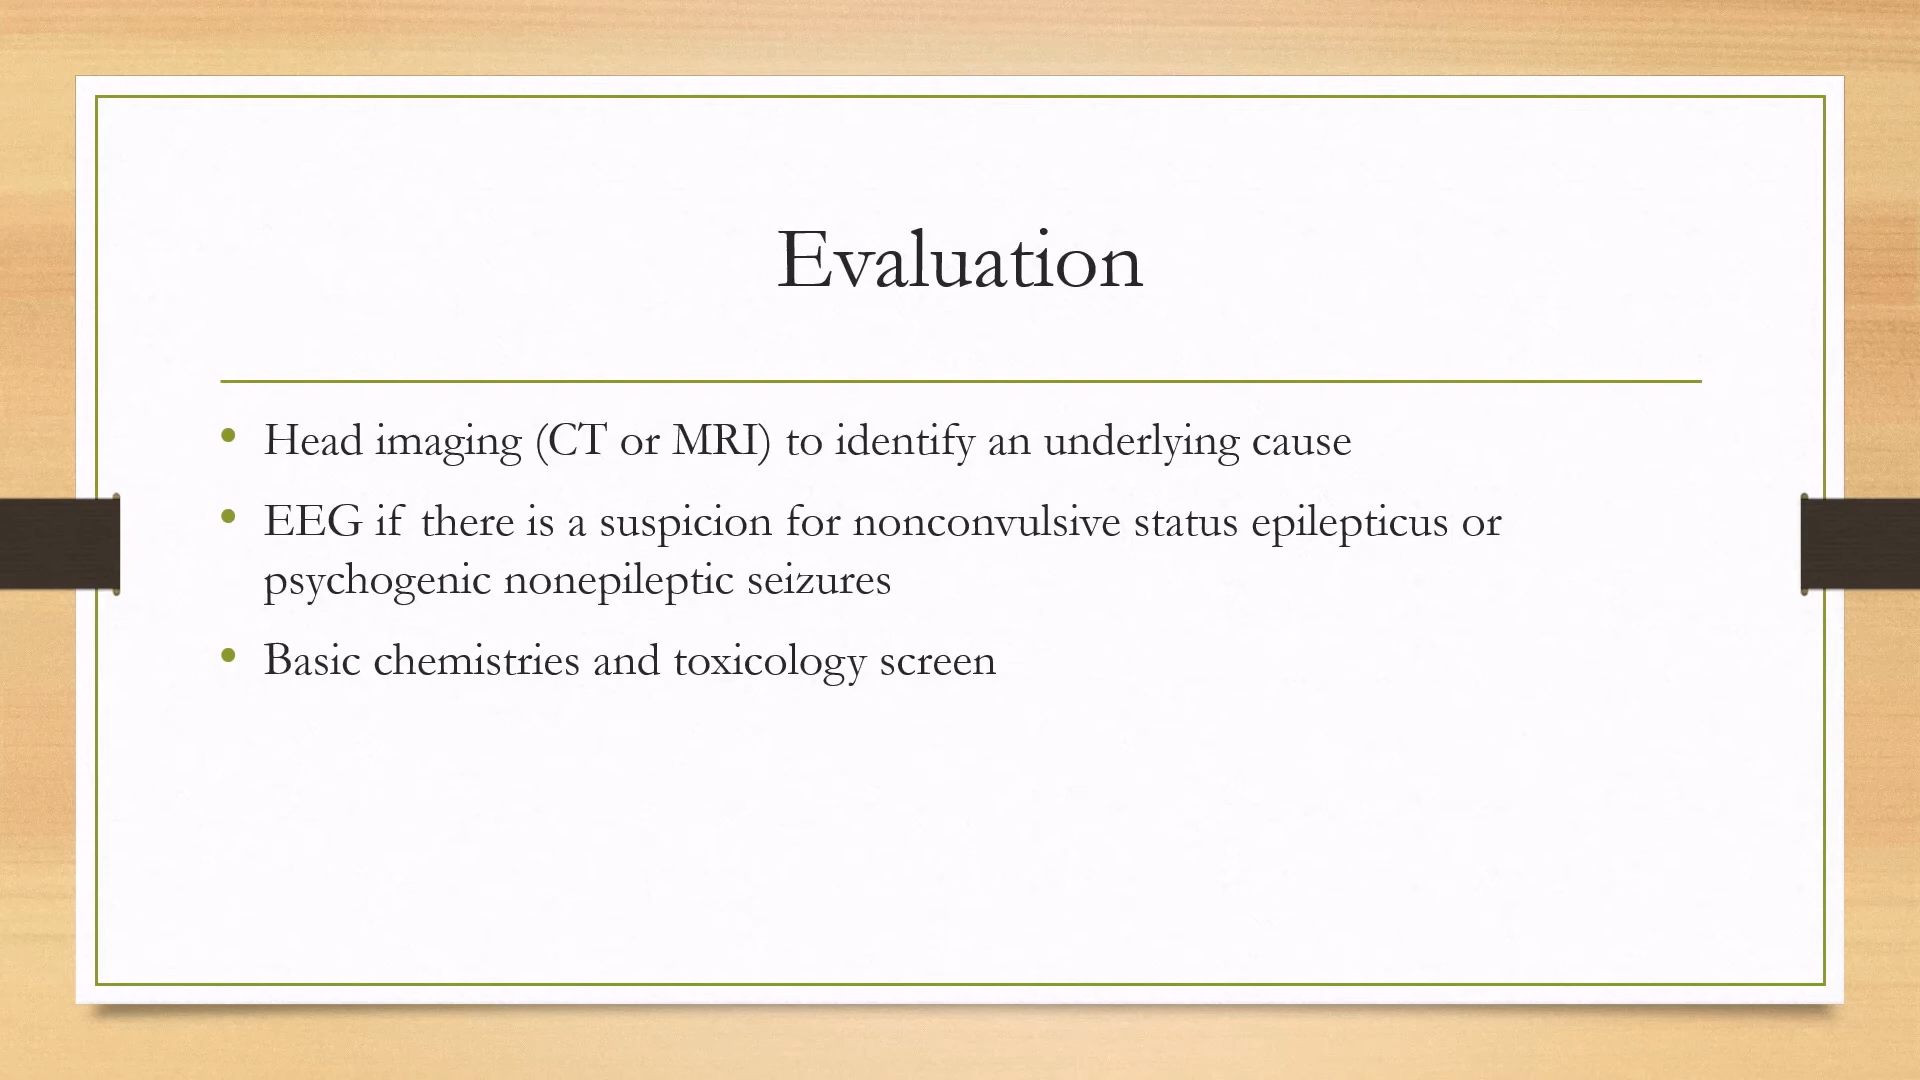 Evaluation
• Head imaging (CT or MRI) to identify an underlying cause
• EEG if there is a suspicion for nonconvulsive status epilepticus or
psychogenic nonepileptic seizures
• Basic chemistries and toxicology screen